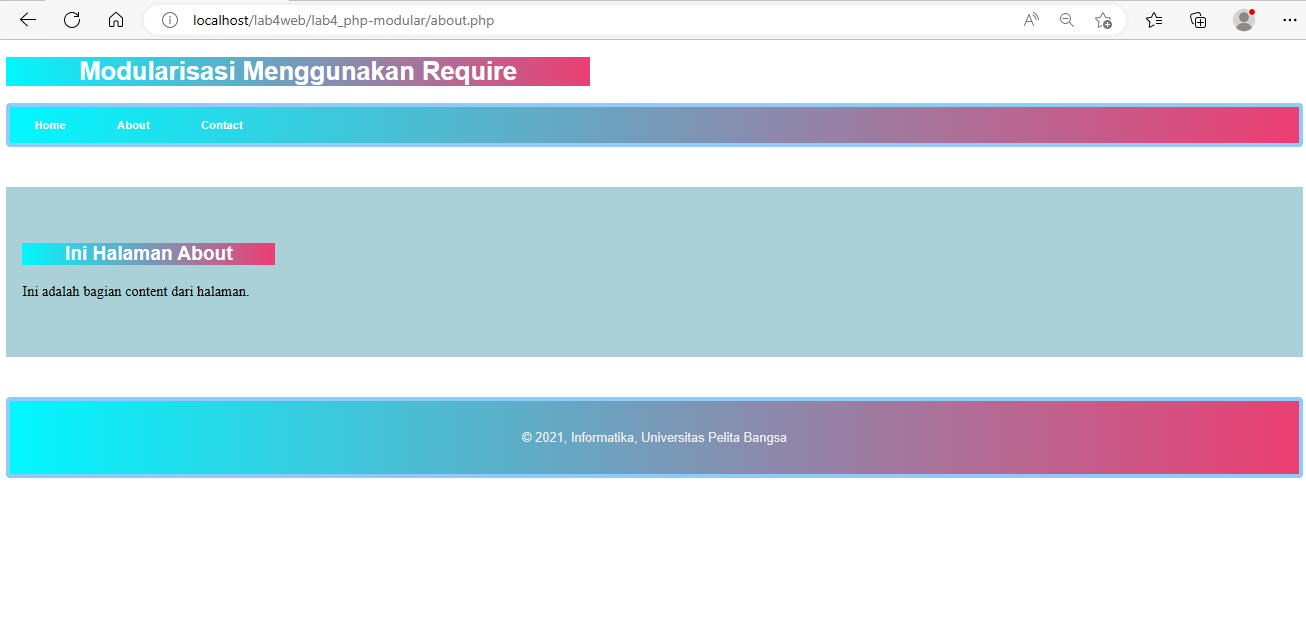 localhost/lab4web/lab4_php-modular/about.php
Modularisasi Menggunakan Require
Home About Contact
Ini Halaman About
Ini adalah bagian content dari halaman.
© 2021, Informatika, Universitas Pelita Bangsa